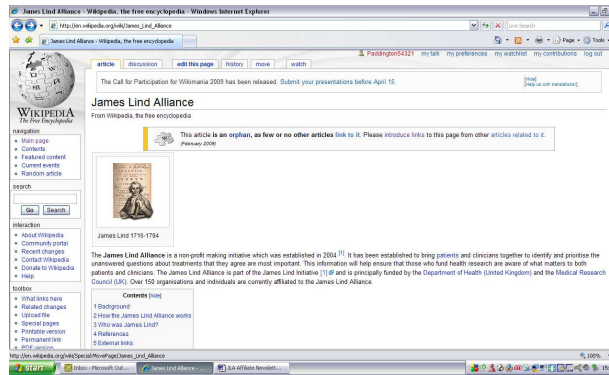 James Lind Alliance - Wikipedia, the free encyclopedia - Windows Internet Explorer
http://en.wikipedia.org/wiki/James_Lind_Alliance
Live Search
James Lind Alliance - Wikipedia, the free encyclopedia
Page
Tools
Paddington54321 my talk my preferences my watchlist my contributions log out
article discussion edit this page history move watch
The Call for Participation for Wikimania 2009 has been released. Submit your presentations before April 15.
[Hide]
[Help us with translations!]
James Lind Alliance
From Wikipedia, the free encyclopedia
This article is an orphan, as few or no other articles link to it. Please introduce links to this page from other articles related to it.
(February 2009)
WIKIPEDIA
The Free Encyclopedia
navigation
Main page
Contents
Featured content
Current events
Random article
search
Go Search
interaction
About Wikipedia
Community portal
Recent changes
Contact Wikipedia
Donate to Wikipedia
Help
toolbox
What links here
Related changes
Upload file
Special pages
Printable version
Permanent link
PDF version
James Lind 1716-1794
The James Lind Alliance is a non-profit making initiative which was established in 2004 [1]. It has been established to bring patients and clinicians together to identify and prioritise the
unanswered questions about treatments that they agree are most important. This information will help ensure that those who fund health research are aware of what matters to both
patients and clinicians. The James Lind Alliance is part of the James Lind Initiative [1] and is principally funded by the Department of Health (United Kingdom) and the Medical Research
Council (UK). Over 150 organisations and individuals are currently affiliated to the James Lind Alliance.
Contents [hide]
1 Background
2 How the James Lind Alliance works
3 Who was James Lind?
4 References
5 External links
http://en.wikipedia.org/wiki/Special:MovePage/James_Lind_Alliance
100%
start
Inbox - Microsoft Out...
James Lind Alliance - ...
JLA Affiliate Newslett...